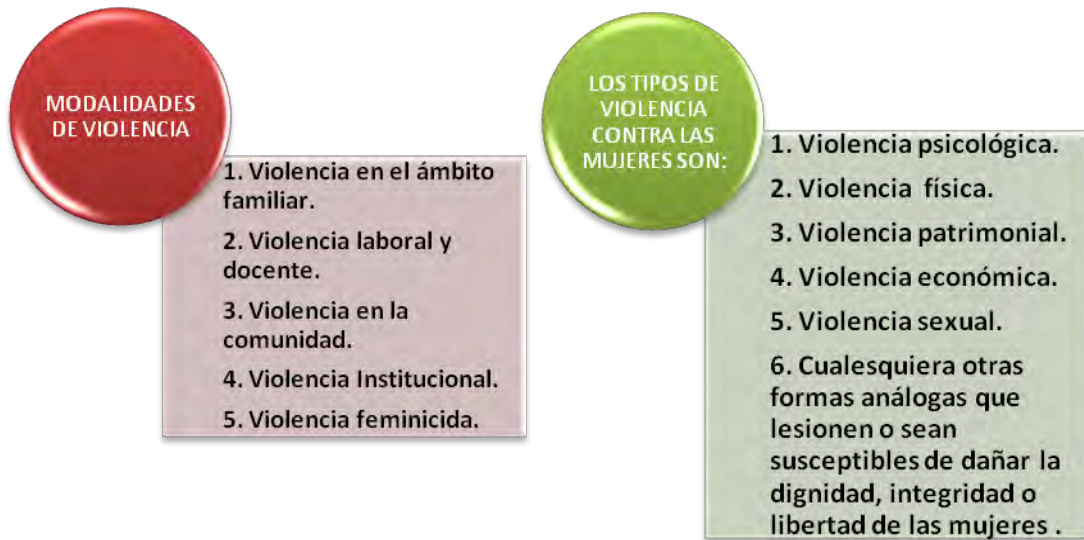 MODALIDADES
DE VIOLENCIA
1. Violencia en el ámbito
familiar.
2. Violencia laboral y
docente.
3. Violencia en la
comunidad.
4. Violencia Institucional.
5. Violencia feminicida.
LOS TIPOS DE
VIOLENCIA
CONTRA LAS
MUJERES SON:
1. Violencia psicológica.
2. Violencia física.
3. Violencia patrimonial.
4. Violencia económica.
5. Violencia sexual.
6. Cualesquiera otras
formas análogas que
lesionen o sean
susceptibles de dañar la
dignidad, integridad o
libertad de las mujeres .